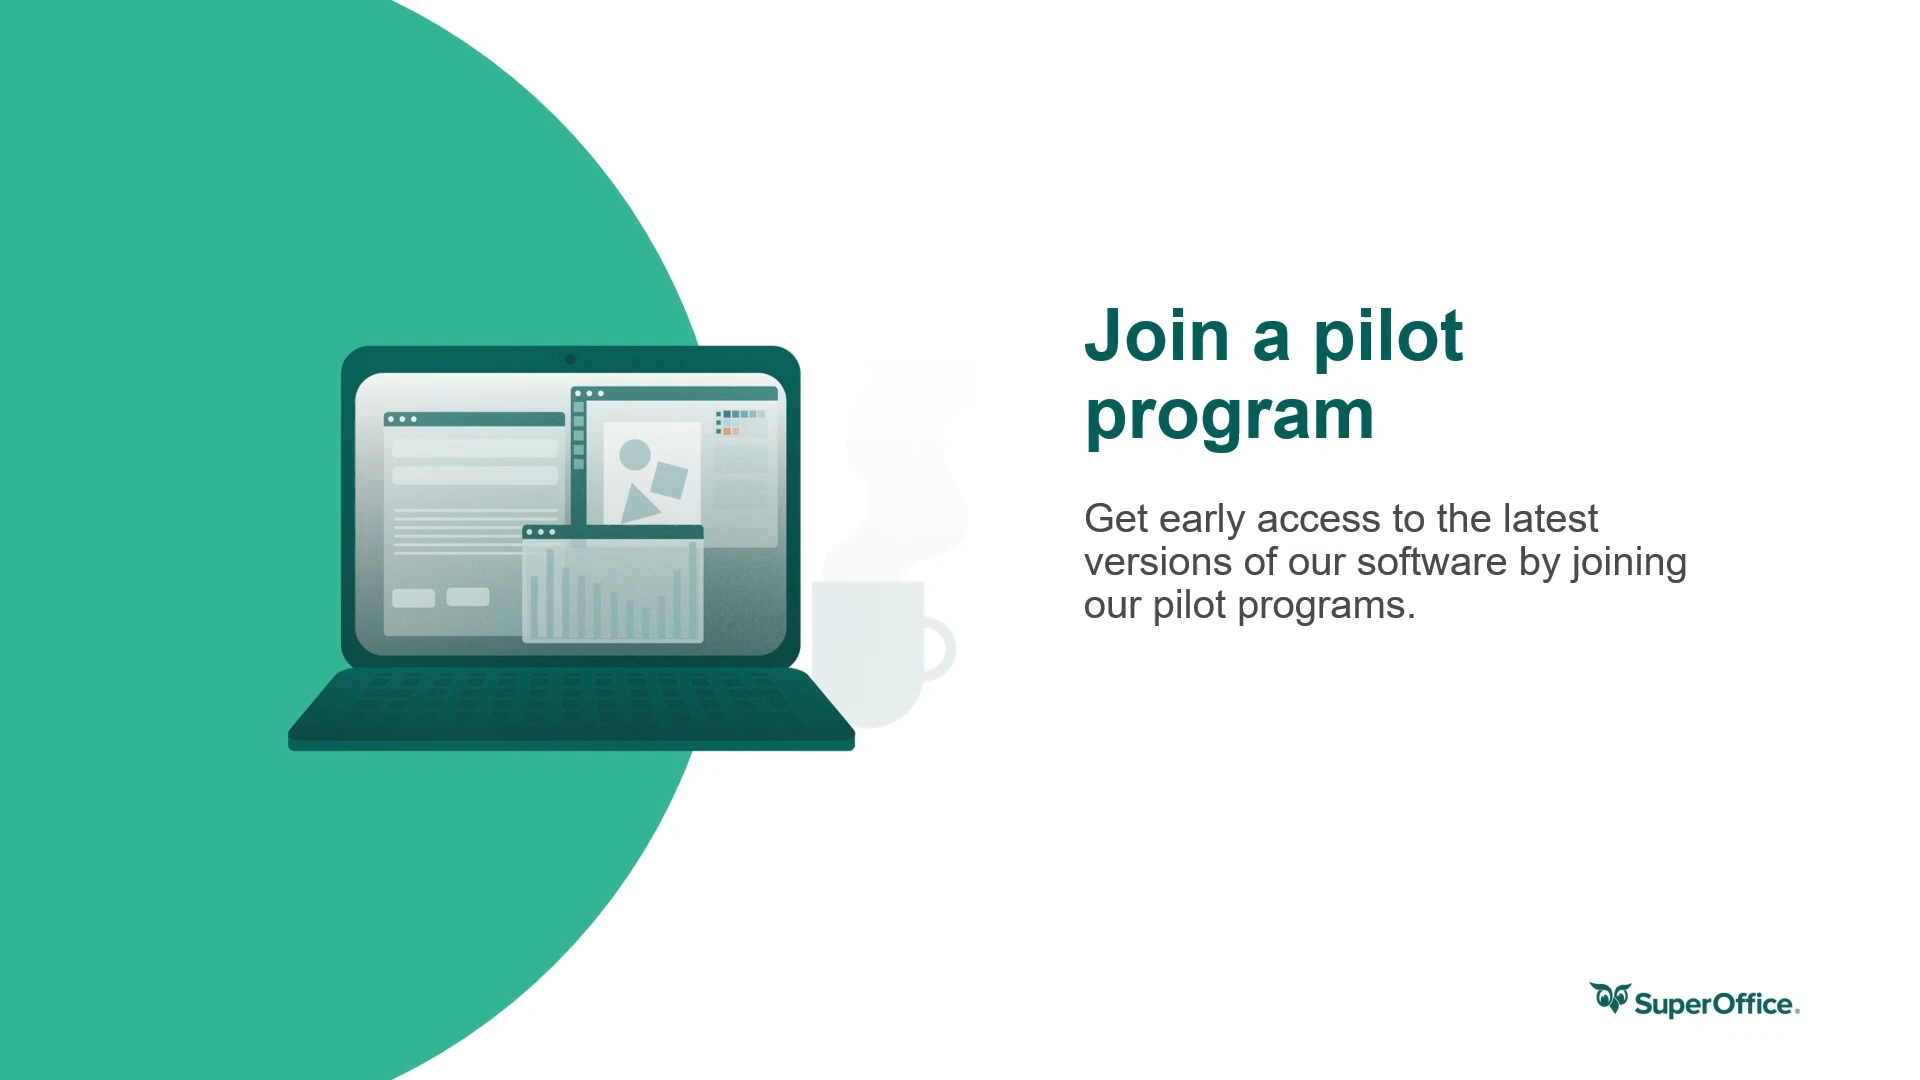 Join a pilot
program
Get early access to the latest
versions of our software by joining
our pilot programs.
SuperOffice®